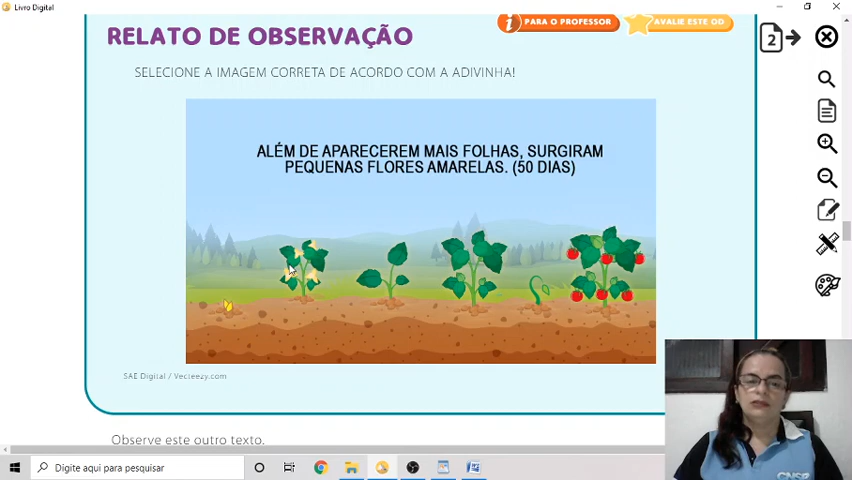 Livro Digital
RELATO DE OBSERVAÇÃO
PARA O PROFESSOR
AVALIE ESTE OD
2
SELECIONE A IMAGEM CORRETA DE ACORDO COM A ADIVINHA!
ALÉM DE APARECEREM MAIS FOLHAS, SURGIRAM
PEQUENAS FLORES AMARELAS. (50 DIAS)
SAE Digital / Vecteezy.com
Observe este outro texto.
CNSR
Digite aqui para pesquisar